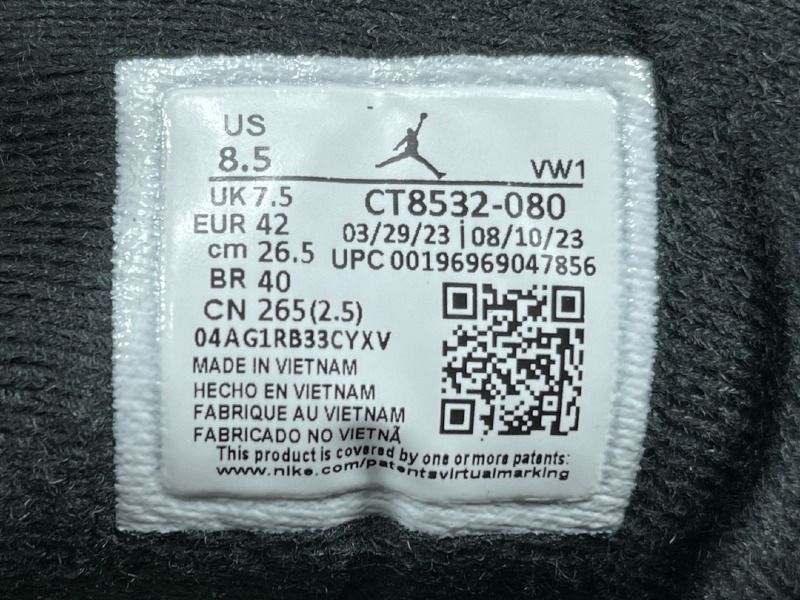 US
8.5
VW1
UK 7.5
EUR 42
cm 26.5
BR 40
CN 265(2.5)
CT8532-080
03/29/23 | 08/10/23
UPC 00196969047856
04AG1RB33CYXV
MADE IN VIETNAM
HECHO EN VIETNAM
FABRIQUE AU VIETNAM
FABRICADO NO VIETNÃ
This product is covered by one or more patents:
www.nike.com/patentsvirtualmarking